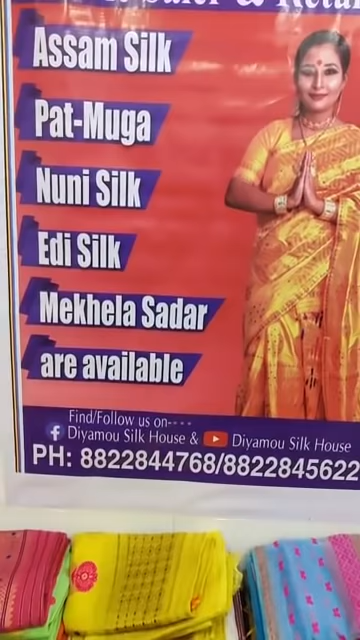 Assam Silk
Pat-Muga
Nuni Silk
Edi Silk
Mekhela Sadar
are available
Find/Follow us on----
Diyamou Silk House & Diyamou Silk House
PH: 8822844768/8822845622